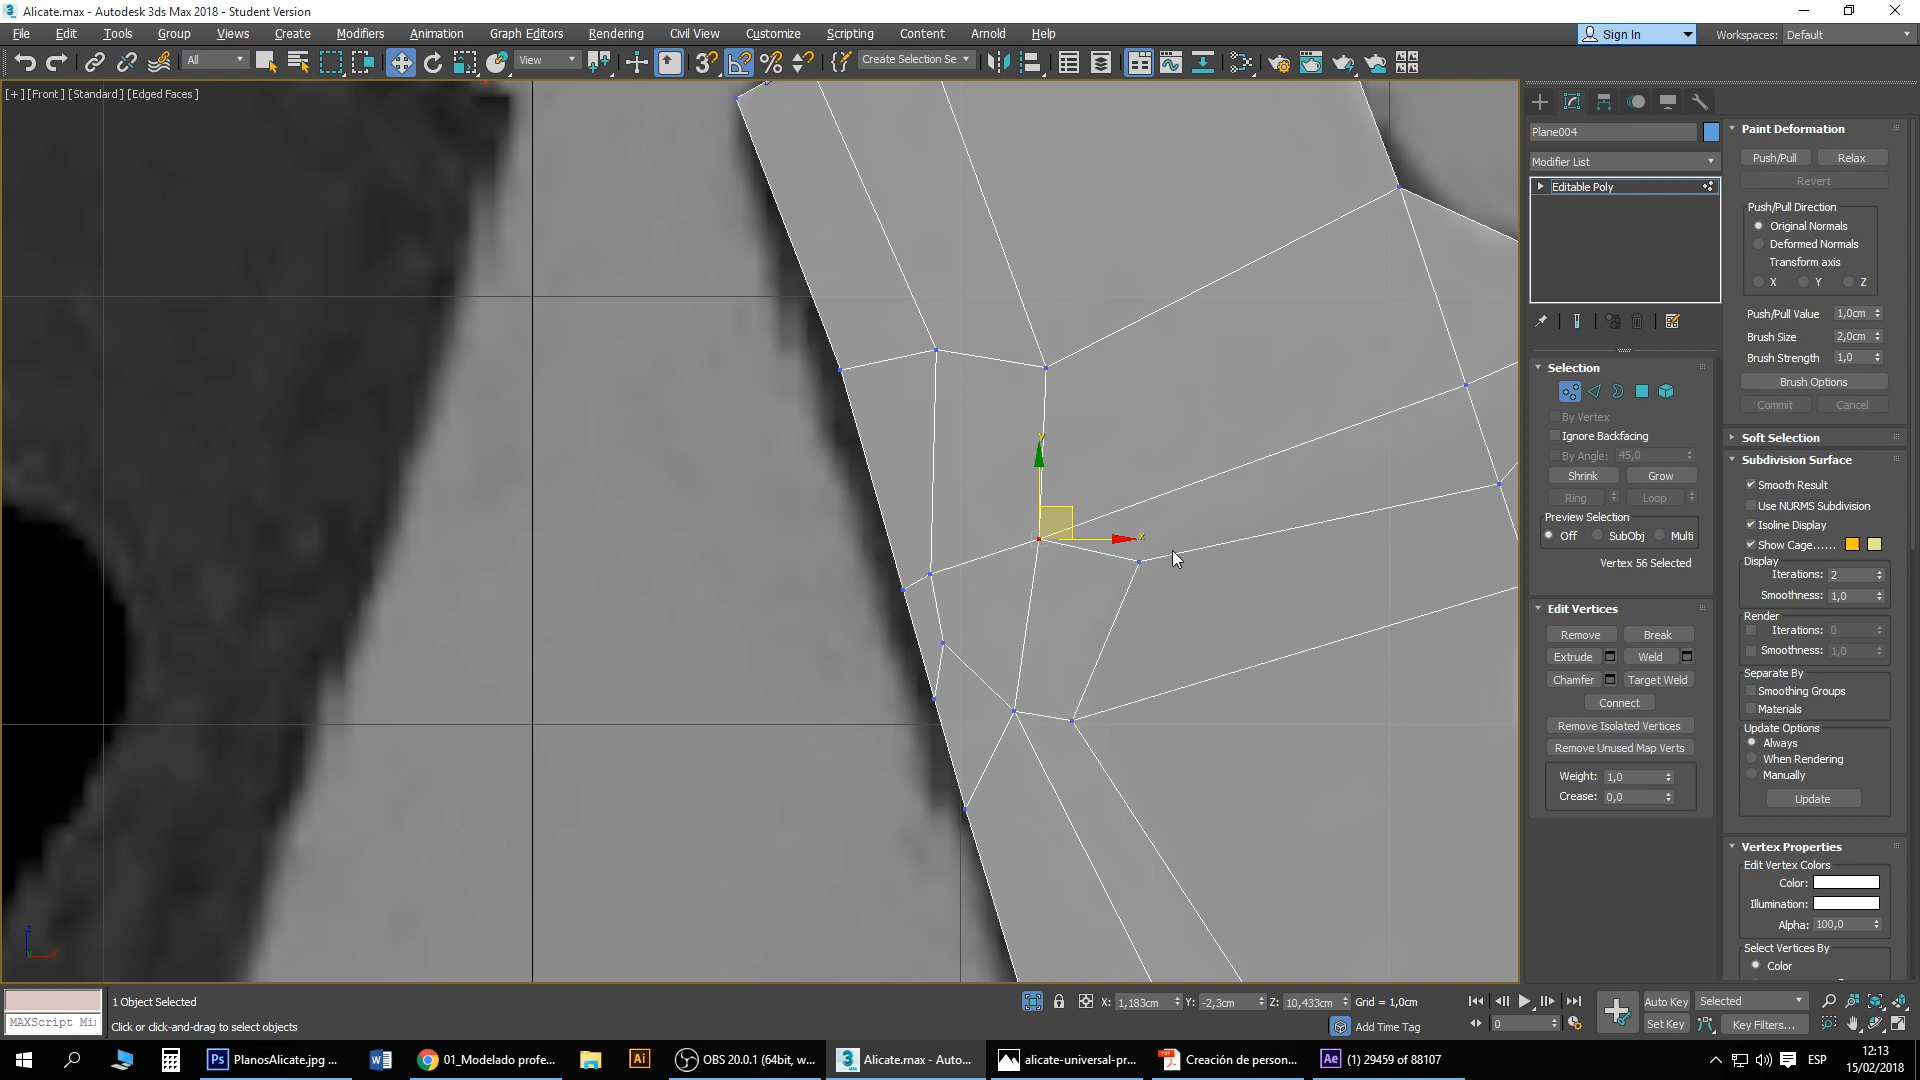 Alicate.max - Autodesk 3ds Max 2018 - Student Version
File Edit Tools Group Views Create Modifiers Animation Graph Editors Rendering Civil View Customize Scripting Content Arnold Help
Sign In Workspaces: Default
All View Create Selection Se
[+] [Front ] [Standard ] [Edged Faces ]
Plane004
Modifier List
Editable Poly
Selection
By Vertex
Ignore Backfacing
By Angle: 45,0
Shrink Grow
Ring Loop
Preview Selection
Off SubObj Multi
Vertex 56 Selected
Edit Vertices
Remove Break
Extrude Weld
Chamfer Target Weld
Connect
Remove Isolated Vertices
Remove Unused Map Verts
Weight: 1,0
Crease: 0,0
Paint Deformation
Push/Pull Relax
Revert
Push/Pull Direction
Original Normals
Deformed Normals
Transform axis
X Y Z
Push/Pull Value 1,0cm
Brush Size 2,0cm
Brush Strength 1,0
Brush Options
Commit Cancel
Soft Selection
Subdivision Surface
Smooth Result
Use NURMS Subdivision
Isoline Display
Show Cage......
Display
Iterations: 2
Smoothness: 1,0
Render
Iterations: 0
Smoothness: 1,0
Separate By
Smoothing Groups
Materials
Update Options
Always
When Rendering
Manually
Update
Vertex Properties
Edit Vertex Colors
Color:
Illumination:
Alpha: 100,0
Select Vertices By
Color
y
x
z
y x
1 Object Selected
X: 1,183cm Y: -2,3cm Z: 10,433cm Grid = 1,0cm
Auto Key Selected
MAXScript Mi
Click or click-and-drag to select objects
Add Time Tag
0
Set Key Key Filters...
PlanosAlicate.jpg ... 01_Modelado profe... OBS 20.0.1 (64bit, w... Alicate.max - Auto... alicate-universal-pr... Creación de person... (1) 29459 of 88107
ESP
12:13
15/02/2018